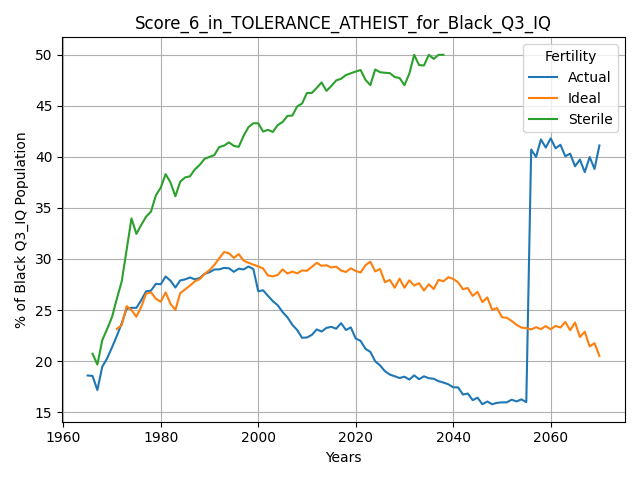 Score_6_in_TOLERANCE_ATHEIST_for_Black_Q3_IQ
Fertility
Actual
Ideal
Sterile
% of Black Q3_IQ Population
50
45
40
35
30
25
20
15
1960
1980
2000
2020
2040
2060
Years